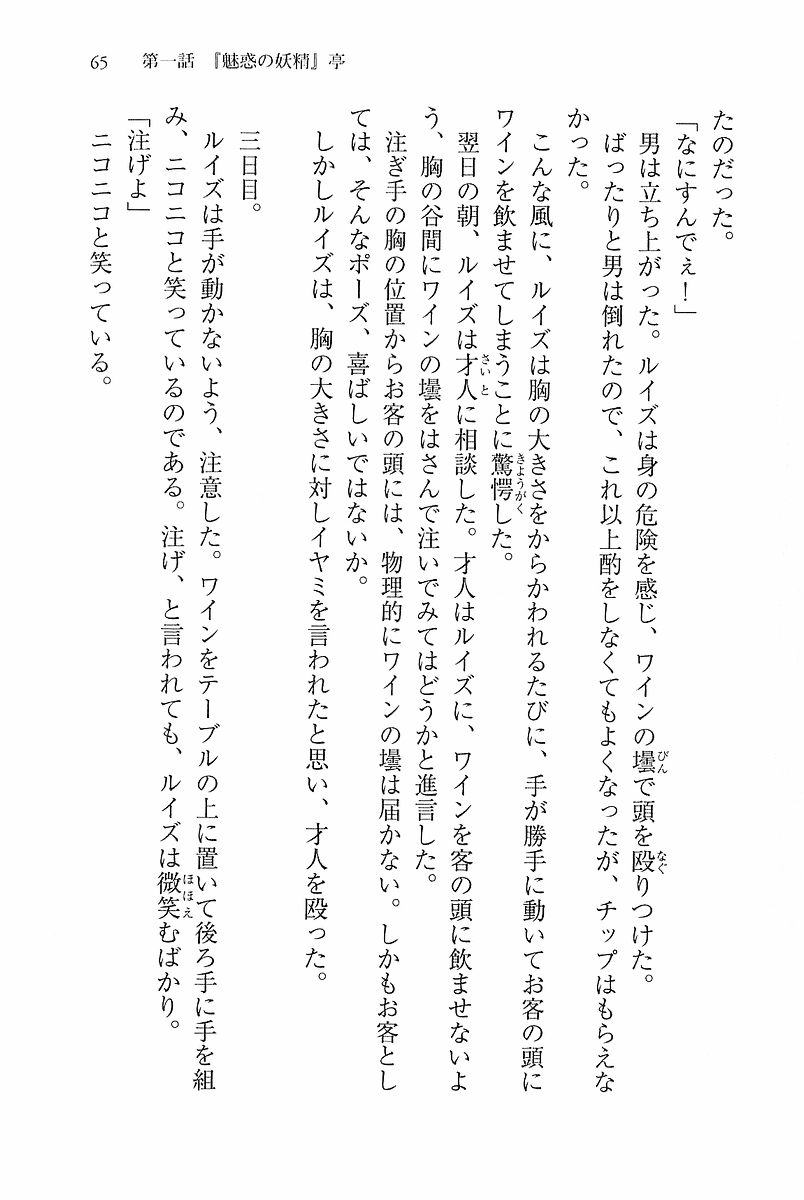 65　第一話　『魅惑の妖精』亭
たのだった。
「なにすんでぇ！」
　男は立ち上がった。ルイズは身の危険を感じ、ワインの壜で頭を殴りつけた。
　ばったりと男は倒れたので、これ以上酌をしなくてもよくなったが、チップはもらえな
かった。
　こんな風に、ルイズは胸の大きさをからかわれるたびに、手が勝手に動いてお客の頭に
ワインを飲ませてしまうことに驚愕した。
　翌日の朝、ルイズは才人に相談した。才人はルイズに、ワインを客の頭に飲ませないよ
う、胸の谷間にワインの壜をはさんで注いでみてはどうかと進言した。
　注ぎ手の胸の位置からお客の頭には、物理的にワインの壜は届かない。しかもお客とし
ては、そんなポーズ、喜ばしいではないか。
　しかしルイズは、胸の大きさに対しイヤミを言われたと思い、才人を殴った。
　三日目。
　ルイズは手が動かないよう、注意した。ワインをテーブルの上に置いて後ろ手に手を組
み、ニコニコと笑っているのである。注げ、と言われても、ルイズは微笑むばかり。
「注げよ」
　ニコニコと笑っている。